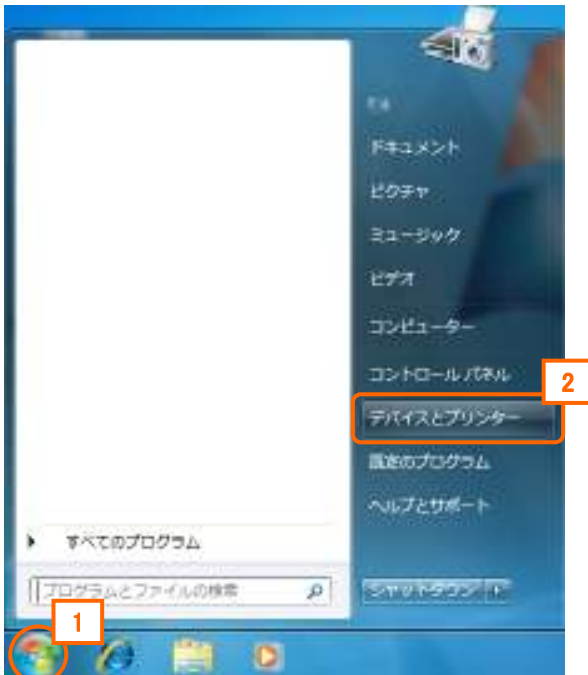 ドキュメント
ピクチャ
ミュージック
ビデオ
コンピューター
コントロール パネル
2
デバイスとプリンター
既定のプログラム
ヘルプとサポート
すべてのプログラム
プログラムとファイルの検索
シャットダウン
1